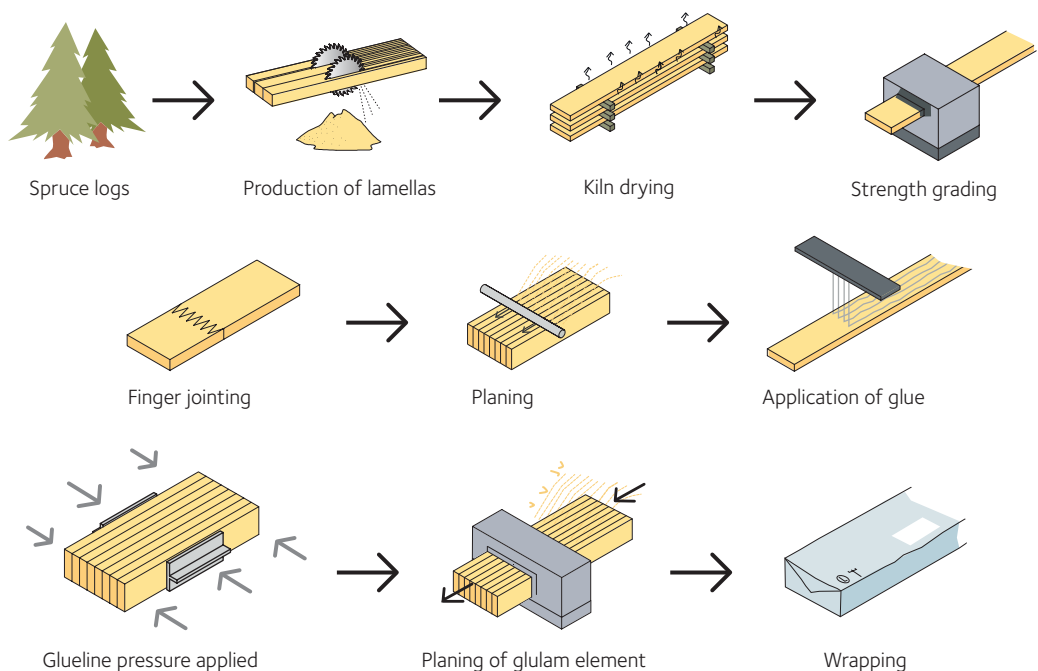 Spruce logs
Production of lamellas
Kiln drying
Strength grading
Finger jointing
Planing
Application of glue
Glueline pressure applied
Planing of glulam element
Wrapping